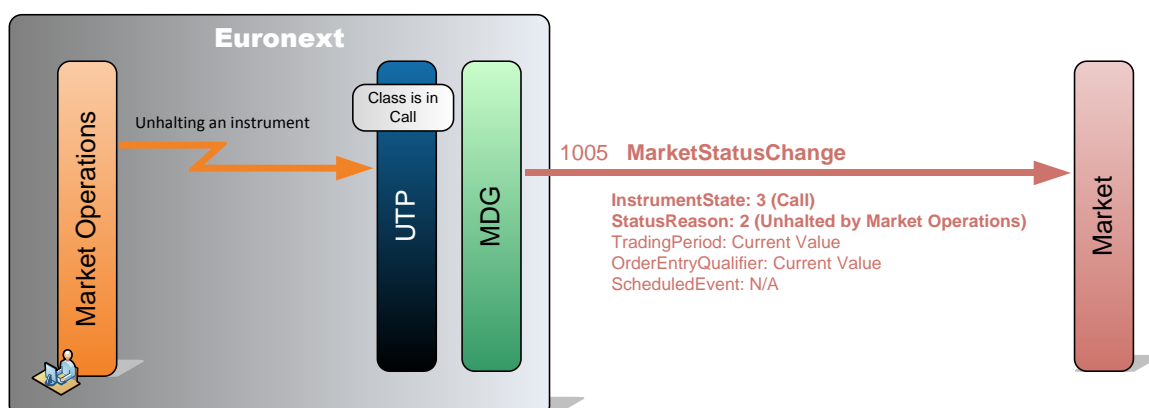 Euronext
Market Operations
Unhalting an instrument
Class is in
Call
UTP
MDG
1005 MarketStatusChange
InstrumentState: 3 (Call)
StatusReason: 2 (Unhalted by Market Operations)
TradingPeriod: Current Value
OrderEntryQualifier: Current Value
ScheduledEvent: N/A
Market